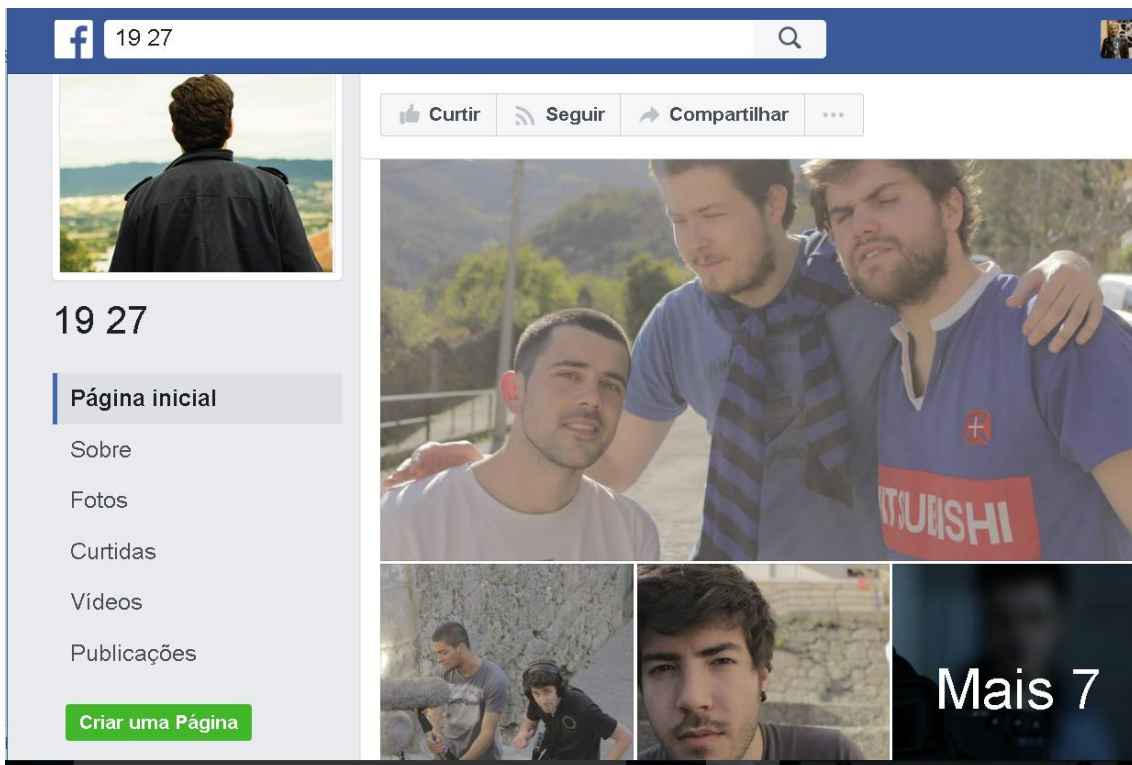 f 19 27
Curtir Seguir Compartilhar ...
19 27
Página inicial
Sobre
Fotos
Curtidas
Vídeos
Publicações
Criar uma Página
ITSUBISHI
Mais 7